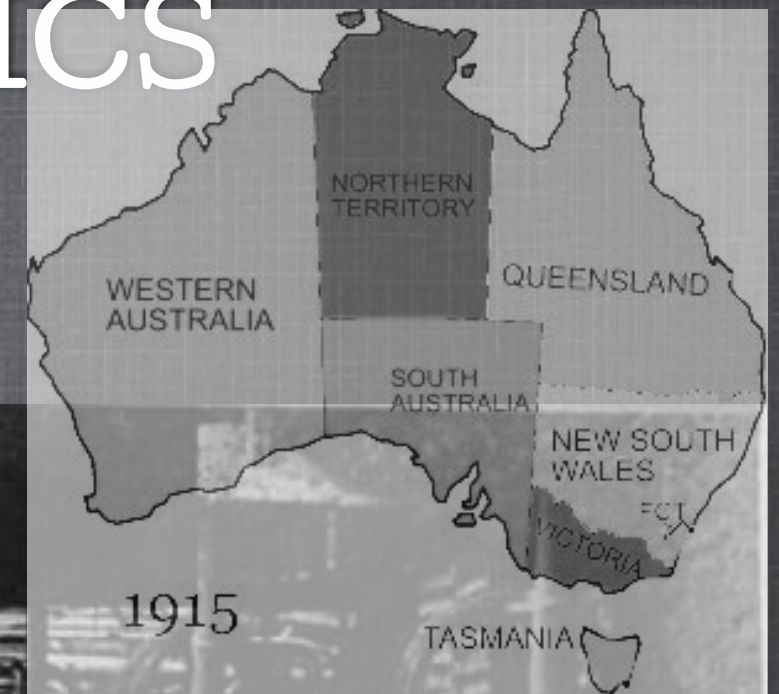 ICS
NORTHERN
TERRITORY
QUEENSLAND
WESTERN
AUSTRALIA
SOUTH
AUSTRALIA
NEW SOUTH
WALES
FCT
VICTORIA
1915
TASMANIA